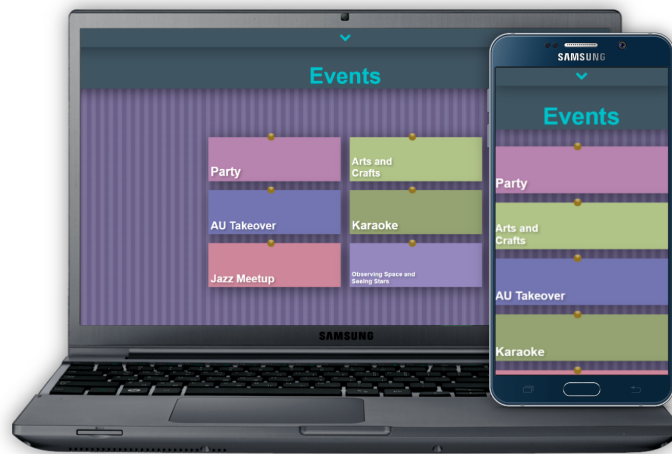 Events
Party
Arts and
Crafts
AU Takeover
Karaoke
Jazz Meetup
Observing Space and
Seeing Stars
SAMSUNG
SAMSUNG
Events
Party
Arts and
Crafts
AU Takeover
Karaoke